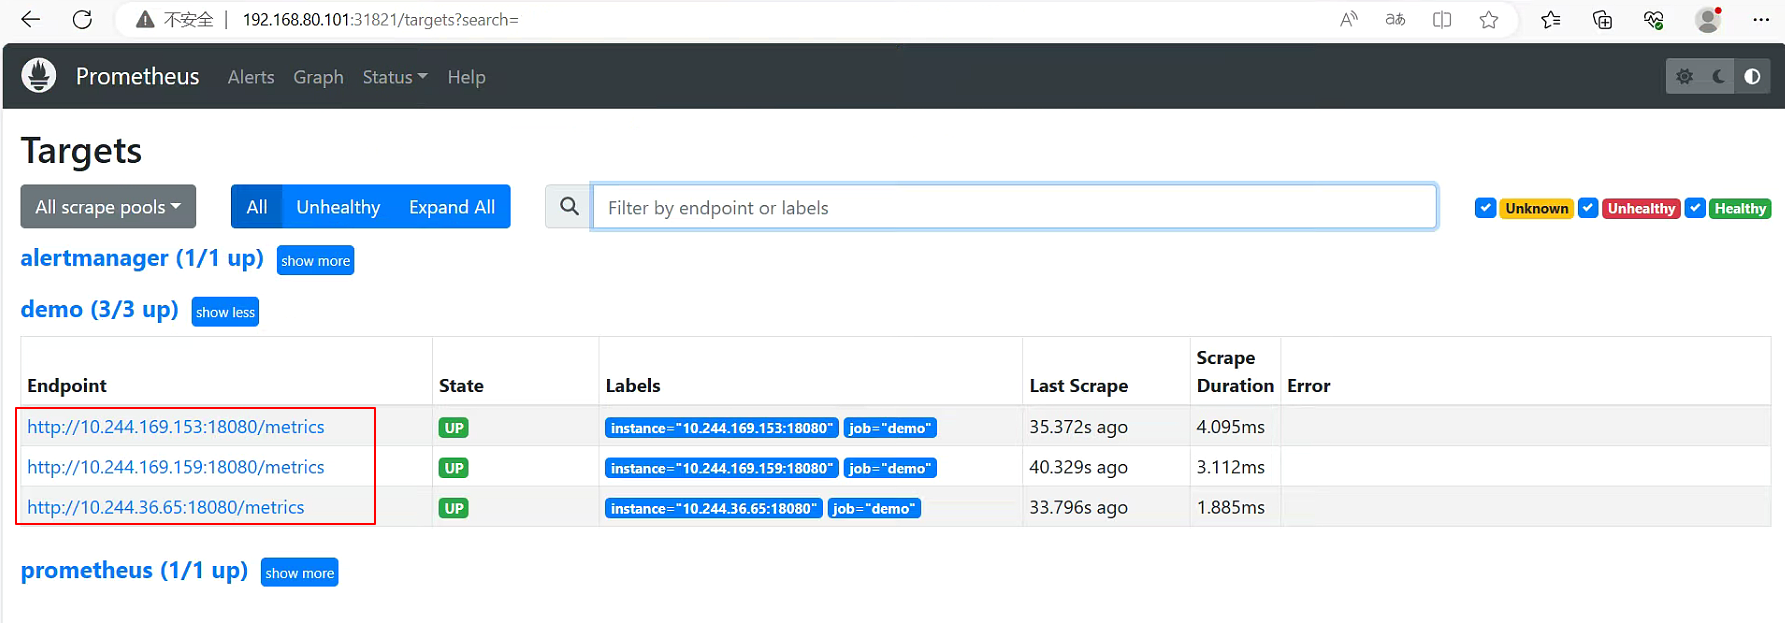 不安全 | 192.168.80.101:31821/targets?search=
Prometheus Alerts Graph Status Help
Targets
All scrape pools All Unhealthy Expand All Filter by endpoint or labels Unknown Unhealthy Healthy
alertmanager (1/1 up) show more
demo (3/3 up) show less
Endpoint State Labels Last Scrape Scrape Duration Error
http://10.244.169.153:18080/metrics UP instance="10.244.169.153:18080" job="demo" 35.372s ago 4.095ms
http://10.244.169.159:18080/metrics UP instance="10.244.169.159:18080" job="demo" 40.329s ago 3.112ms
http://10.244.36.65:18080/metrics UP instance="10.244.36.65:18080" job="demo" 33.796s ago 1.885ms
prometheus (1/1 up) show more